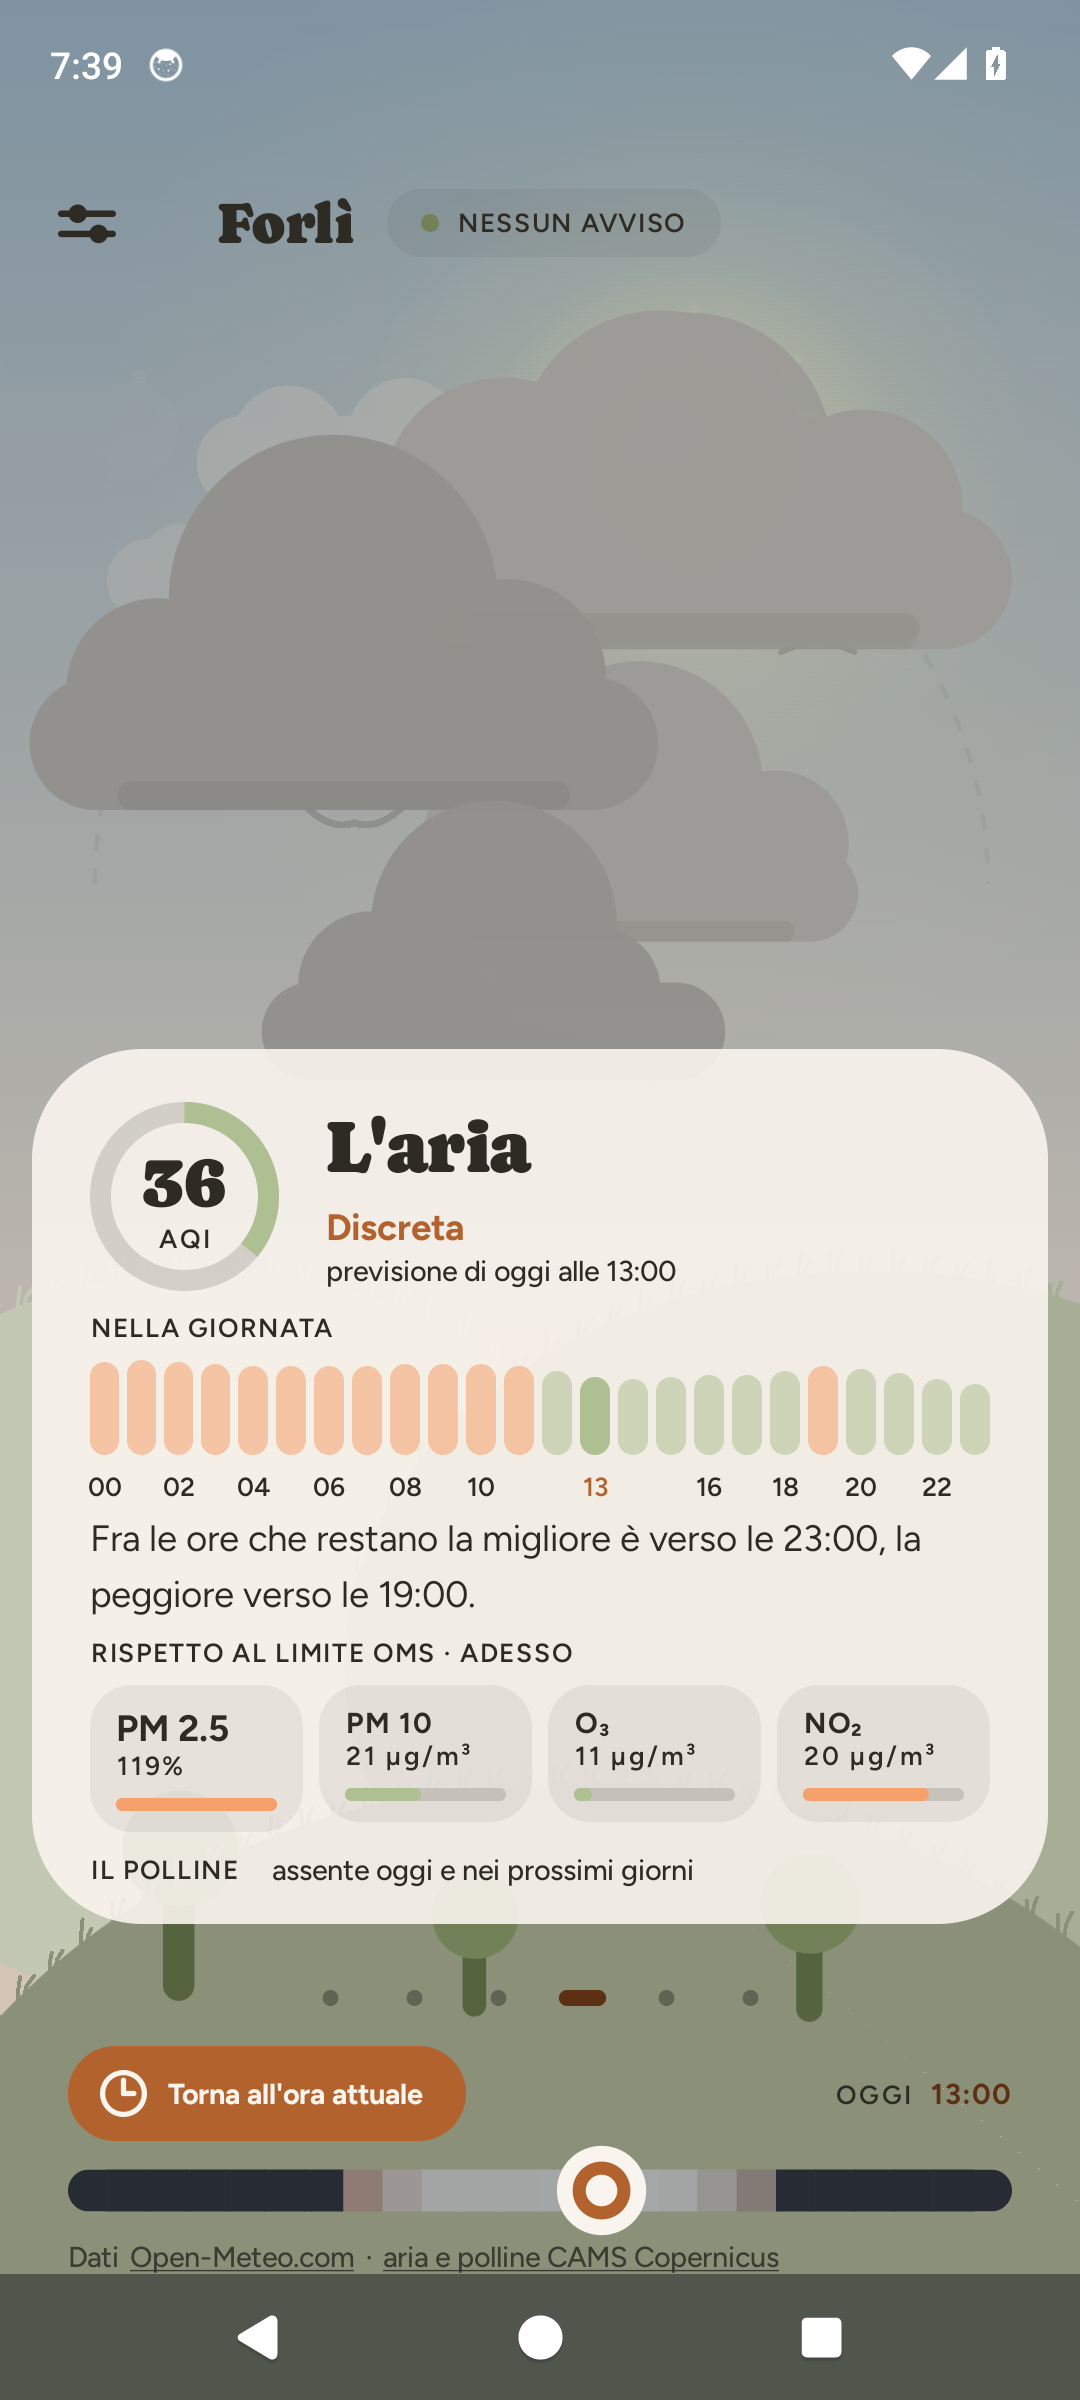 7:39
Forlì
NESSUN AVVISO
36
AQI
L'aria
Discreta
previsione di oggi alle 13:00
NELLA GIORNATA
00 02 04 06 08 10 13 16 18 20 22
Fra le ore che restano la migliore è verso le 23:00, la
peggiore verso le 19:00.
RISPETTO AL LIMITE OMS · ADESSO
PM 2.5
119%
PM 10
21 µg/m³
O₃
11 µg/m³
NO₂
20 µg/m³
IL POLLINE assente oggi e nei prossimi giorni
Torna all'ora attuale
OGGI 13:00
Dati Open-Meteo.com · aria e polline CAMS Copernicus